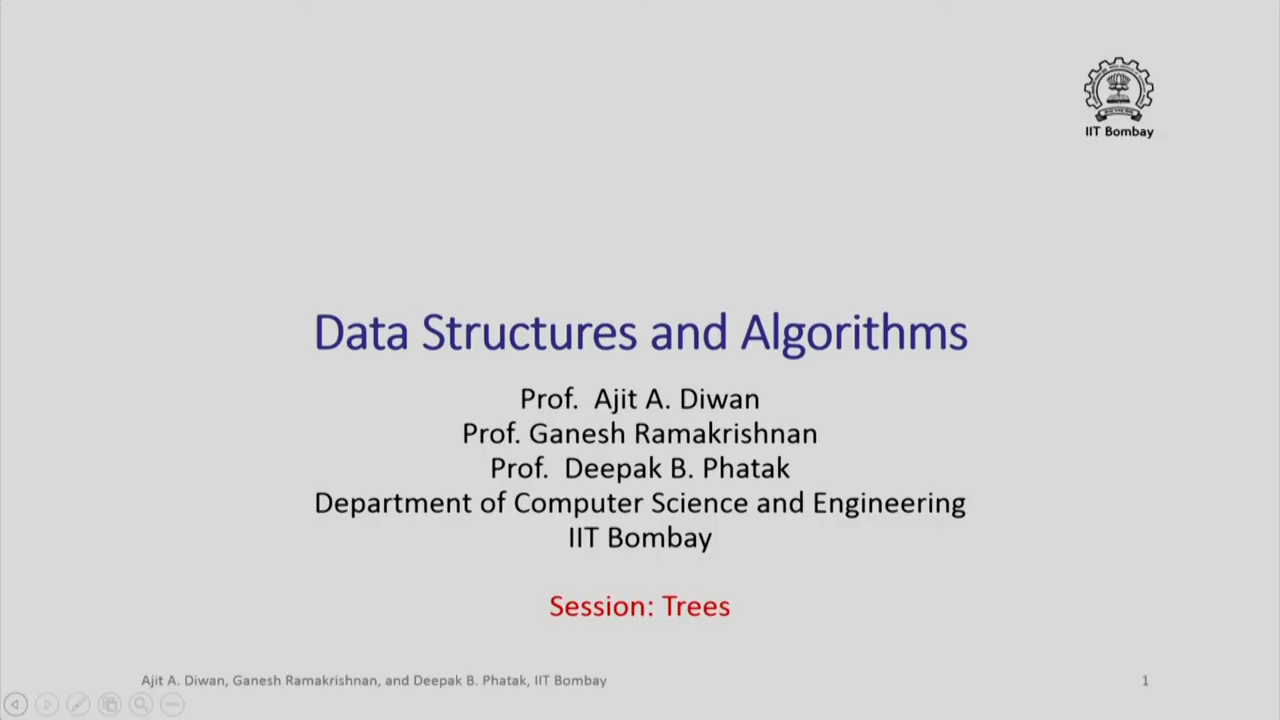 IIT Bombay
Data Structures and Algorithms
Prof. Ajit A. Diwan
Prof. Ganesh Ramakrishnan
Prof. Deepak B. Phatak
Department of Computer Science and Engineering
IIT Bombay
Session: Trees
Ajit A. Diwan, Ganesh Ramakrishnan, and Deepak B. Phatak, IIT Bombay
1